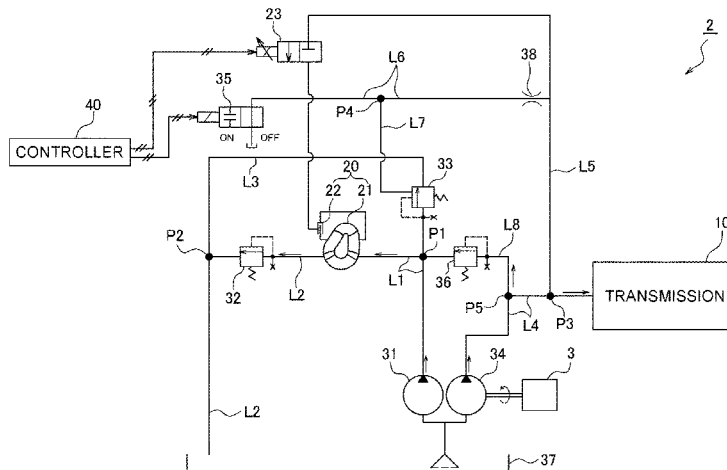 23
2
38
L6
35
P4
40
L7
ON
OFF
CONTROLLER
L5
L3
20
33
22
21
10
P2
P1
L8
TRANSMISSION
32
L2
L1
36
P5
L4
P3
31
34
3
L2
37